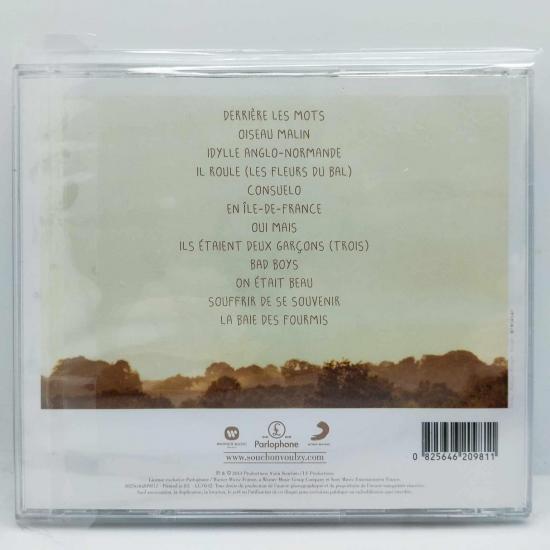 DERRIÈRE LES MOTS
OISEAU MALIN
IDYLLE ANGLO-NORMANDE
IL ROULE (LES FLEURS DU BAL)
CONSUELO
EN ÎLE-DE-FRANCE
OUI MAIS
ILS ÉTAIENT DEUX GARÇONS (TROIS)
BAD BOYS
ON ÉTAIT BEAU
SOUFFRIR DE SE SOUVENIR
LA BAIE DES FOURMIS
WARNER MUSIC
Parlophone
www.souchonvoulzy.com
0 825646 209811